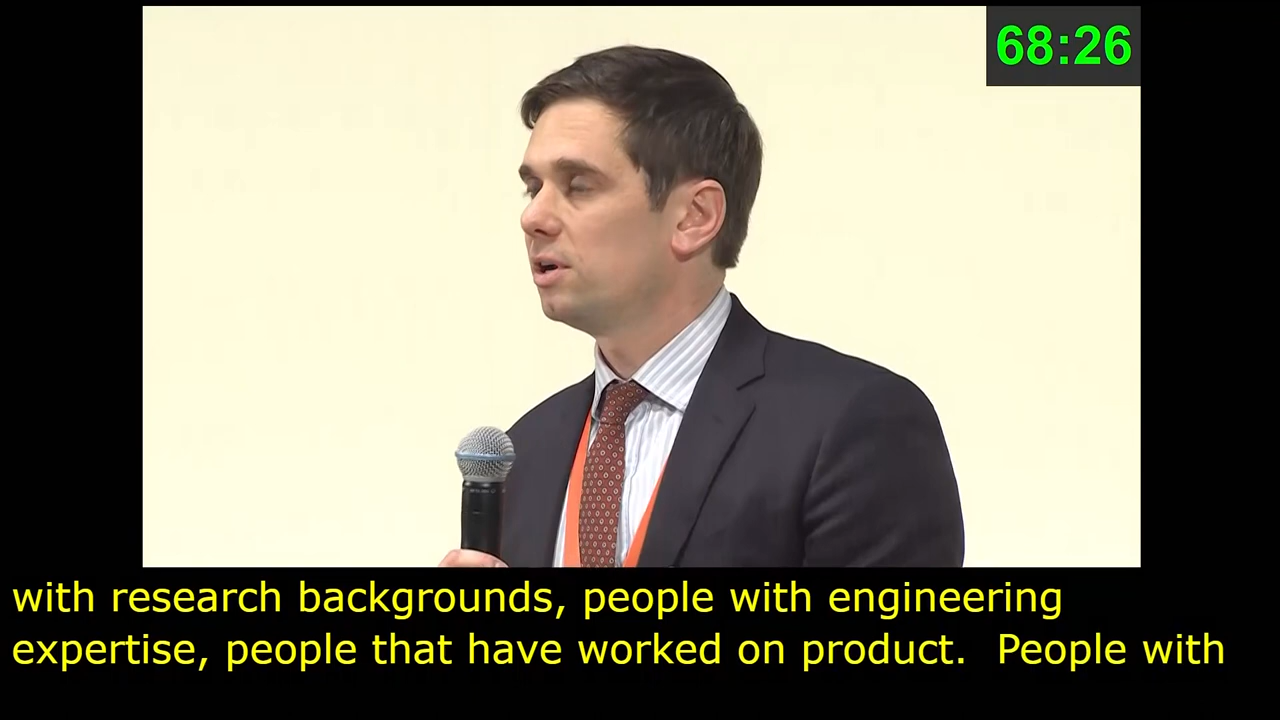 68:26
with research backgrounds, people with engineering
expertise, people that have worked on product.  People with